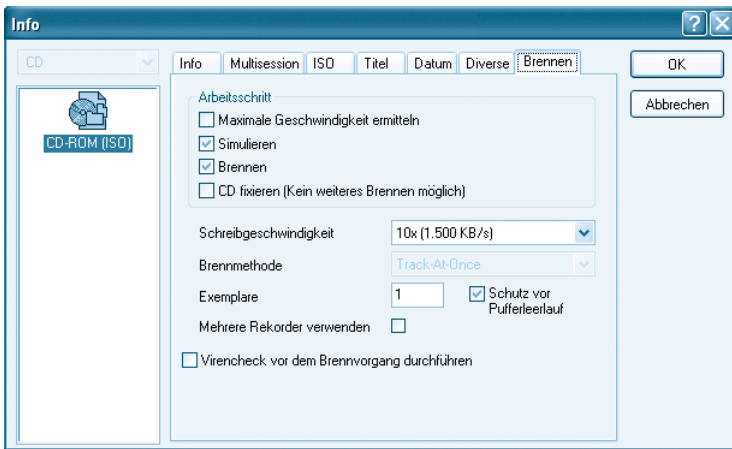 Info
CD
Info Multisession ISO Titel Datum Diverse Brennen
OK
Abbrechen
CD-ROM (ISO)
Arbeitsschritt
Maximale Geschwindigkeit ermitteln
Simulieren
Brennen
CD fixieren (Kein weiteres Brennen möglich)
Schreibgeschwindigkeit 10x (1.500 KB/s)
Brennmethode Track-At-Once
Exemplare 1 Schutz vor
Pufferleerlauf
Mehrere Rekorder verwenden
Virencheck vor dem Brennvorgang durchführen